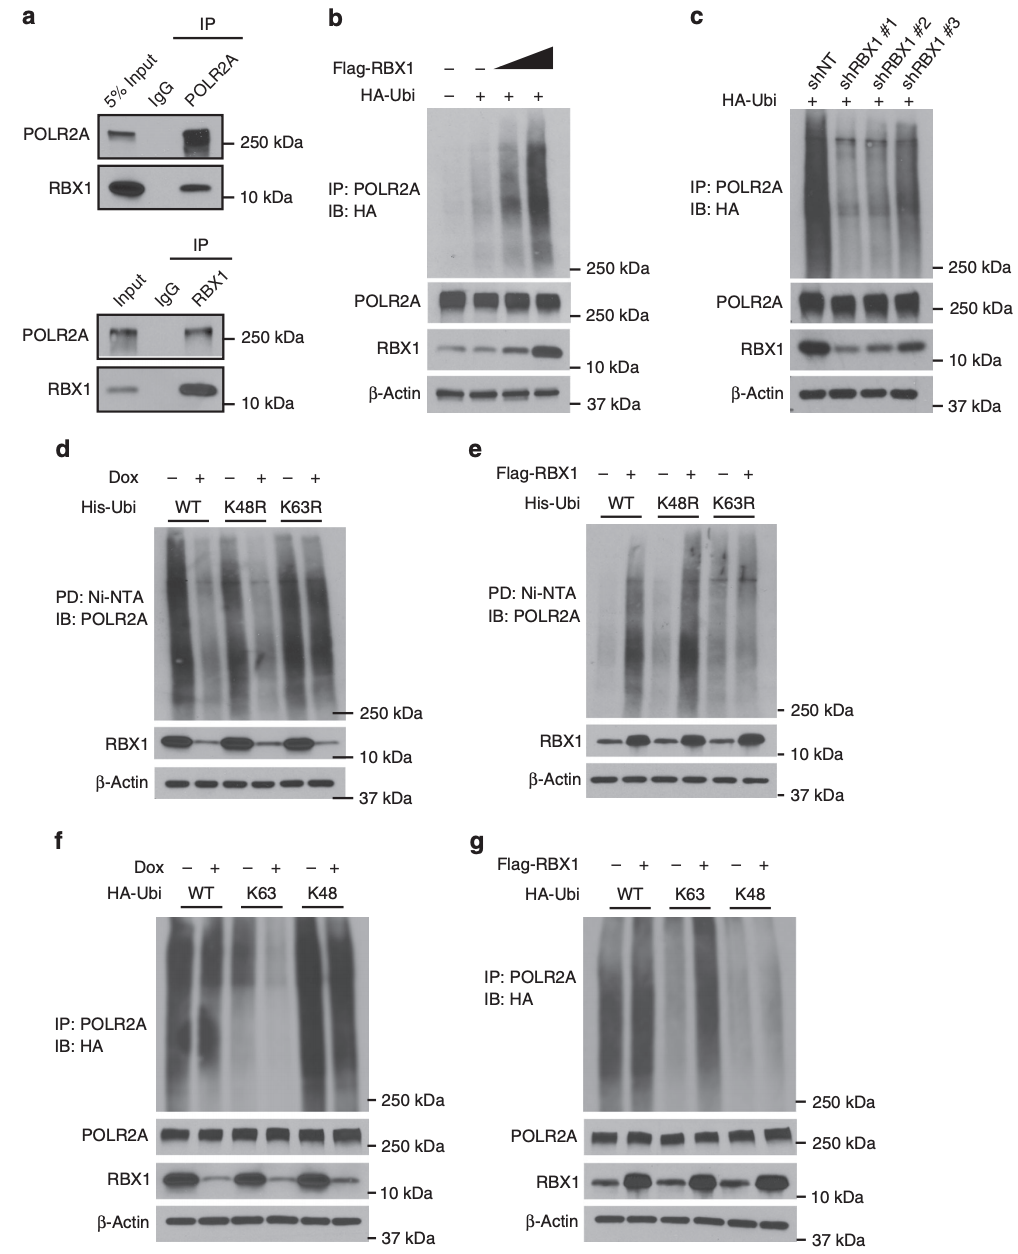 a
IP
5% Input
IgG
POLR2A
POLR2A
250 kDa
RBX1
10 kDa
IP
Input
IgG
RBX1
POLR2A
250 kDa
RBX1
10 kDa
b
Flag-RBX1 – –
HA-Ubi – + + +
IP: POLR2A
IB: HA
250 kDa
POLR2A
250 kDa
RBX1
10 kDa
β-Actin
37 kDa
c
shNT
shRBX1 #1
shRBX1 #2
shRBX1 #3
HA-Ubi + + + +
IP: POLR2A
IB: HA
250 kDa
POLR2A
250 kDa
RBX1
10 kDa
β-Actin
37 kDa
d
Dox – + – + – +
His-Ubi WT K48R K63R
PD: Ni-NTA
IB: POLR2A
250 kDa
RBX1
10 kDa
β-Actin
37 kDa
e
Flag-RBX1 – + – + – +
His-Ubi WT K48R K63R
PD: Ni-NTA
IB: POLR2A
250 kDa
RBX1
10 kDa
β-Actin
37 kDa
f
Dox – + – + – +
HA-Ubi WT K63 K48
IP: POLR2A
IB: HA
250 kDa
POLR2A
250 kDa
RBX1
10 kDa
β-Actin
37 kDa
g
Flag-RBX1 – + – + – +
HA-Ubi WT K63 K48
IP: POLR2A
IB: HA
250 kDa
POLR2A
250 kDa
RBX1
10 kDa
β-Actin
37 kDa